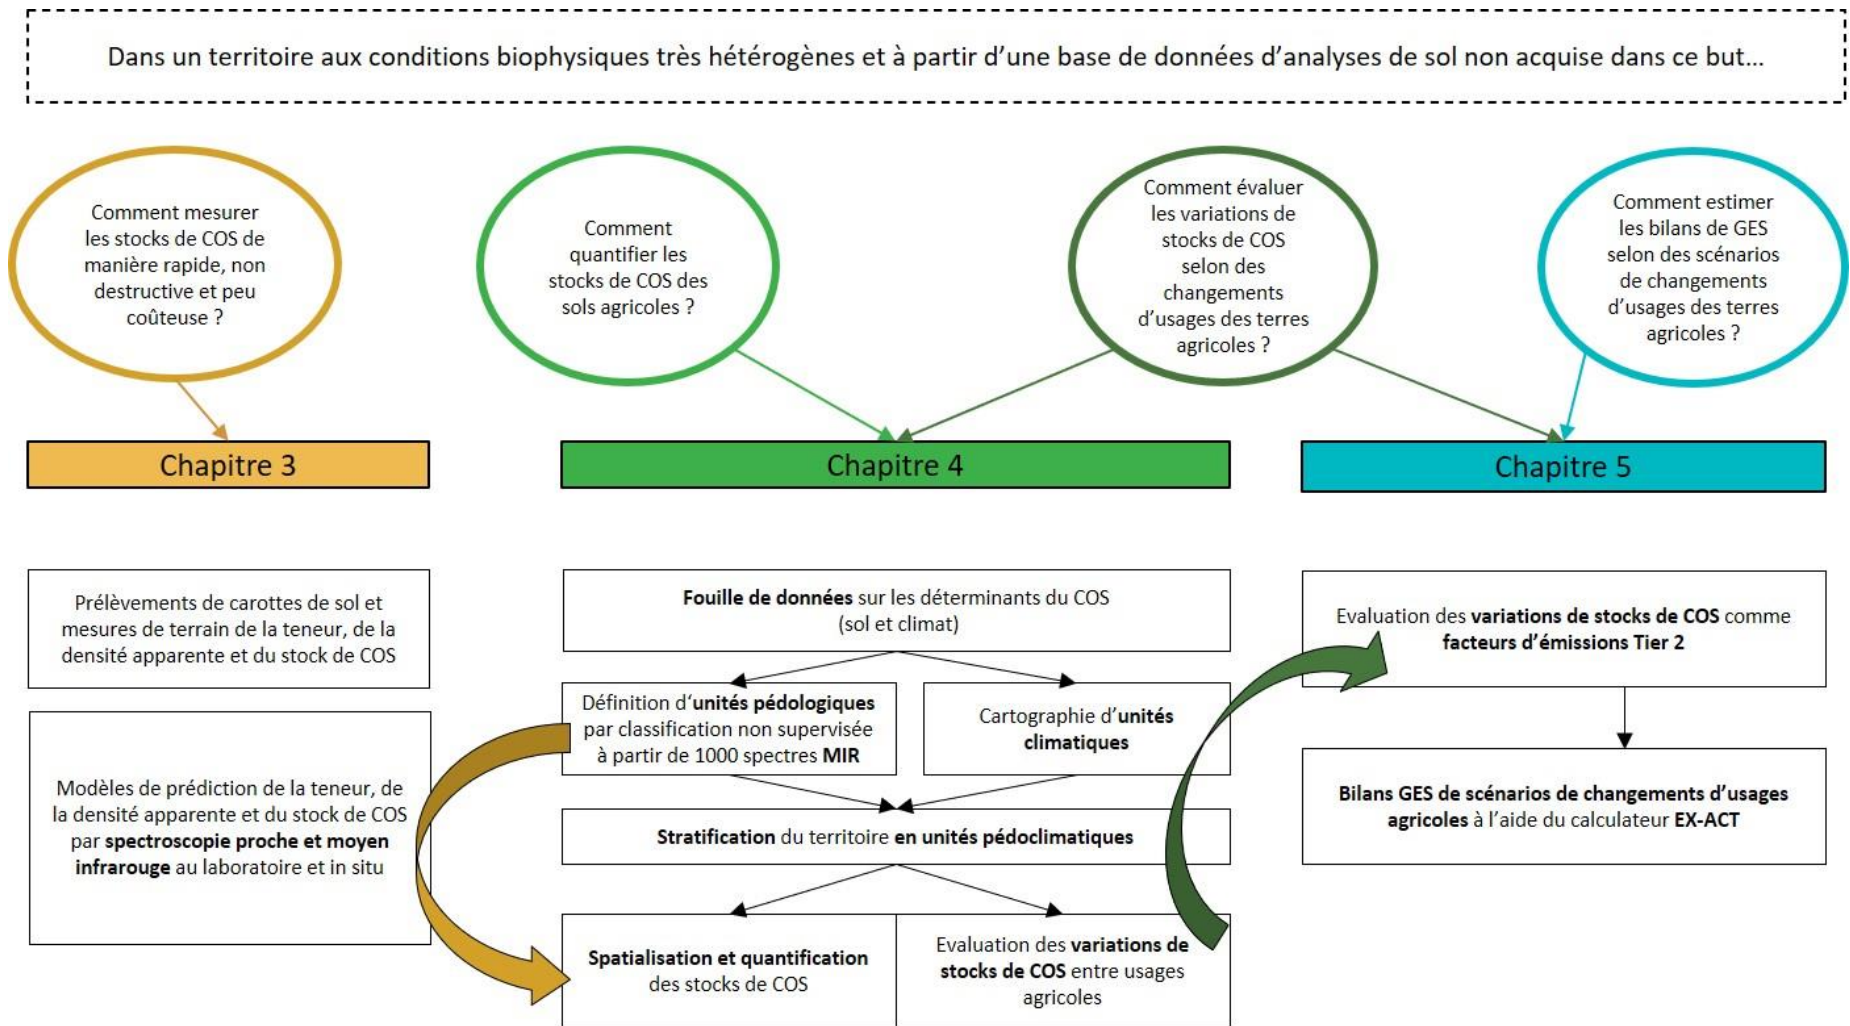 Dans un territoire aux conditions biophysiques très hétérogènes et à partir d’une base de données d’analyses de sol non acquise dans ce but…
Comment mesurer
les stocks de COS de
manière rapide, non
destructive et peu
coûteuse ?
Comment
quantifier les
stocks de COS des
sols agricoles ?
Comment évaluer
les variations de
stocks de COS
selon des
changements
d’usages des terres
agricoles ?
Comment estimer
les bilans de GES
selon des scénarios
de changements
d’usages des terres
agricoles ?
Chapitre 3
Chapitre 4
Chapitre 5
Prélèvements de carottes de sol et
mesures de terrain de la teneur, de la
densité apparente et du stock de COS
Modèles de prédiction de la teneur, de
la densité apparente et du stock de COS
par spectroscopie proche et moyen
infrarouge au laboratoire et in situ
Fouille de données sur les déterminants du COS
(sol et climat)
Définition d‘unités pédologiques
par classification non supervisée
à partir de 1000 spectres MIR
Cartographie d’unités
climatiques
Stratification du territoire en unités pédoclimatiques
Spatialisation et quantification
des stocks de COS
Evaluation des variations de
stocks de COS entre usages
agricoles
Evaluation des variations de stocks de COS comme
facteurs d’émissions Tier 2
Bilans GES de scénarios de changements d’usages
agricoles à l’aide du calculateur EX-ACT